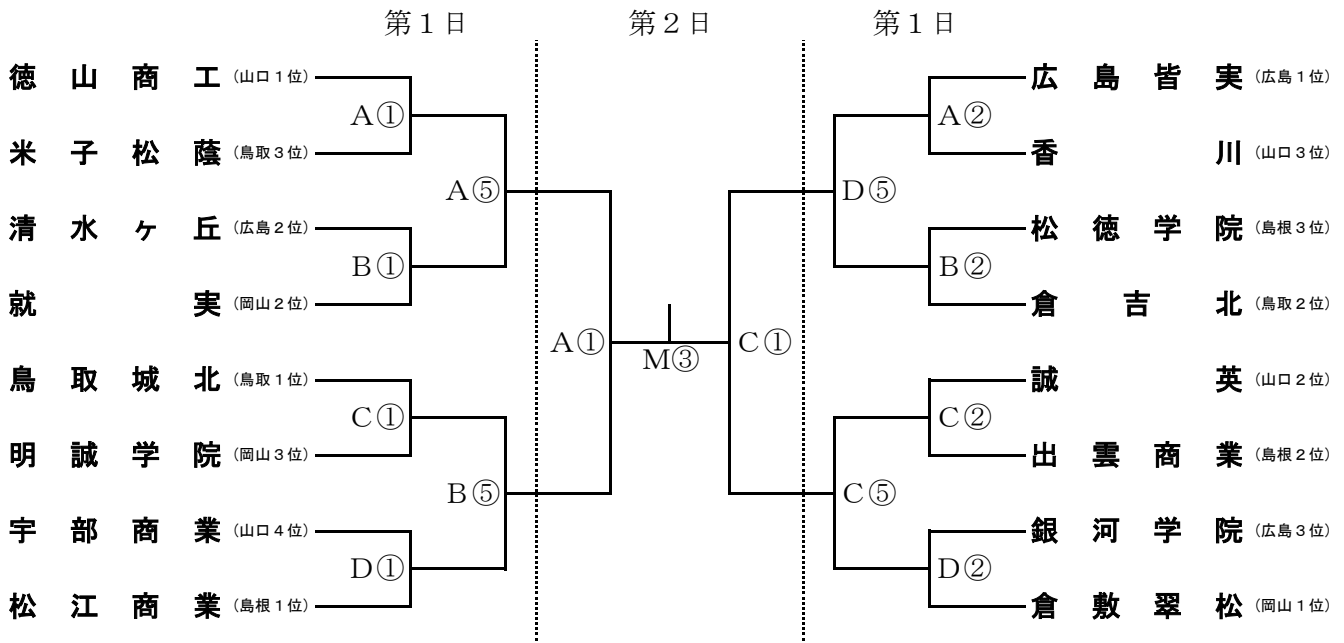 第1日 第2日 第1日
徳山商工 (山口1位) 広島皆実 (広島1位)
A① A②
米子松蔭 (鳥取3位) 香川 (山口3位)
A⑤ D⑤
清水ヶ丘 (広島2位) 松徳学院 (島根3位)
B① B②
就実 (岡山2位) 倉吉北 (鳥取2位)
A① M③ C①
鳥取城北 (鳥取1位) 誠英 (山口2位)
C① C②
明誠学院 (岡山3位) 出雲商業 (島根2位)
B⑤ C⑤
宇部商業 (山口4位) 銀河学院 (広島3位)
D① D②
松江商業 (島根1位) 倉敷翠松 (岡山1位)